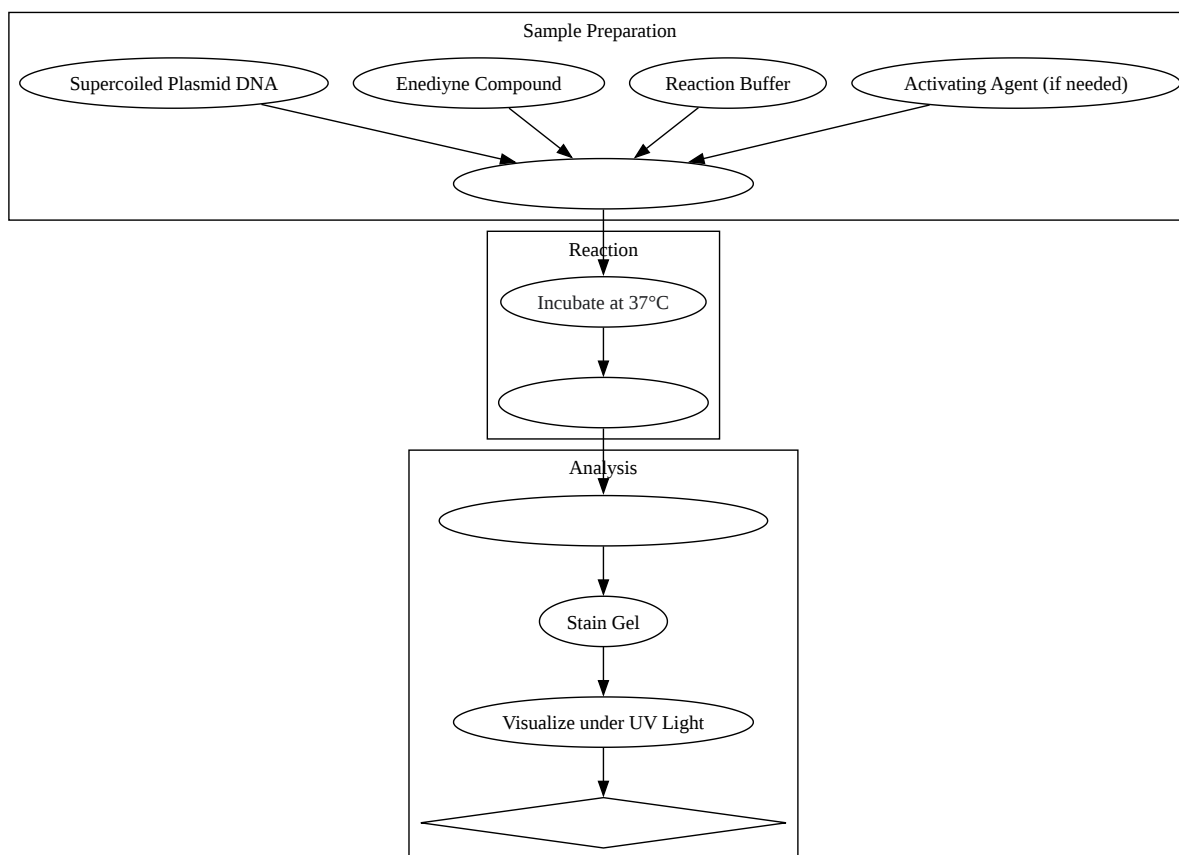 Sample Preparation
Supercoiled Plasmid DNA
Enediyne Compound
Reaction Buffer
Activating Agent (if needed)
Reaction
Incubate at 37°C
Analysis
Stain Gel
Visualize under UV Light